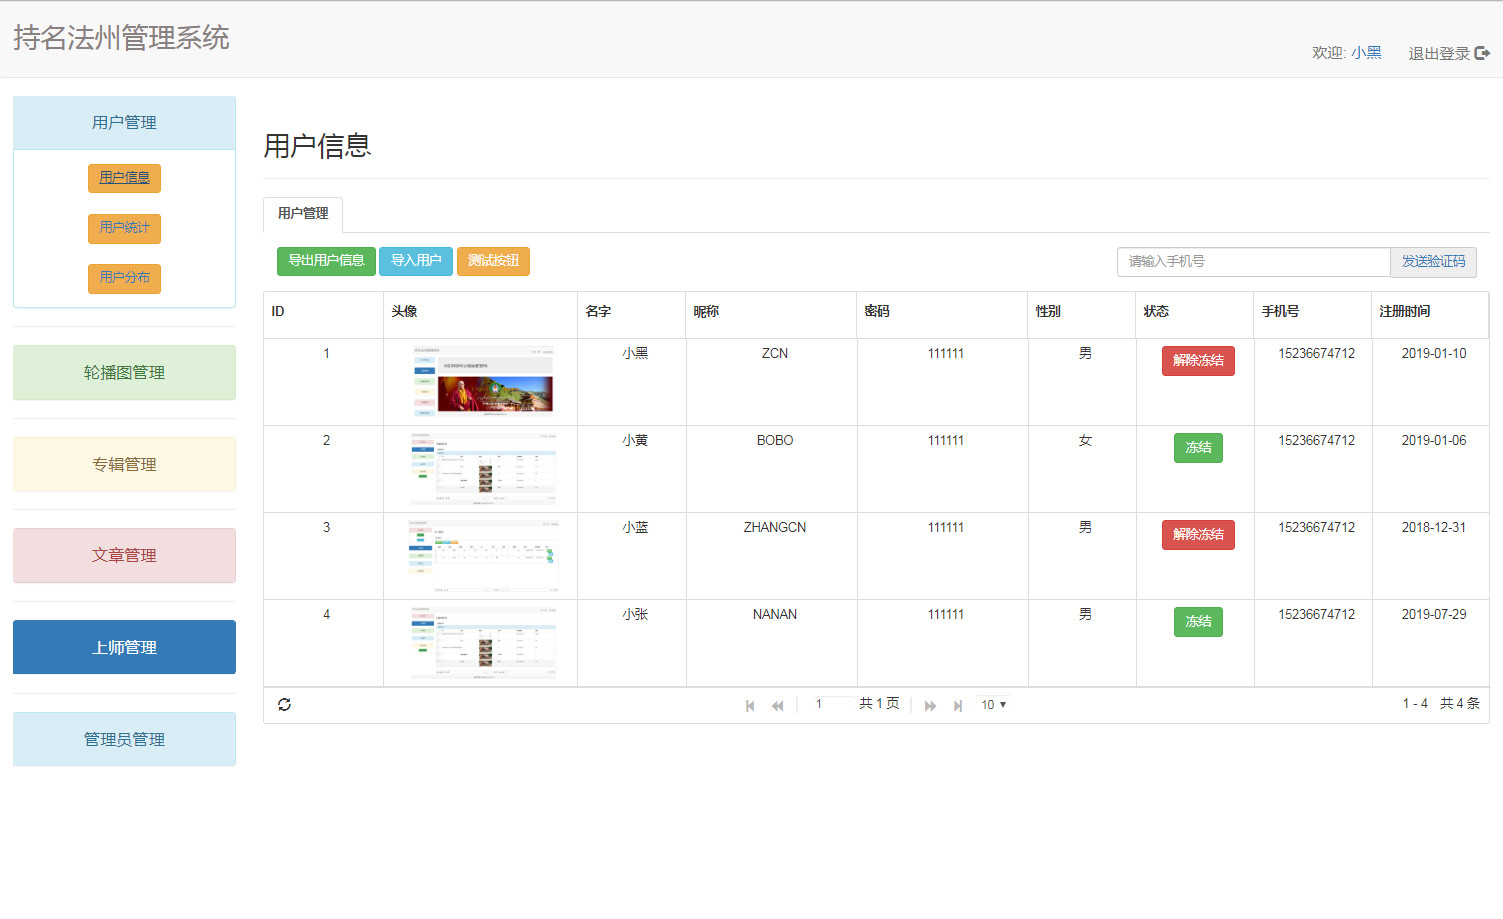 持名法州管理系统
欢迎: 小黑 退出登录
用户管理
用户信息
用户统计
用户分布
轮播图管理
专辑管理
文章管理
上师管理
管理员管理
用户信息
用户管理
导出用户信息 导入用户 测试按钮 请输入手机号 发送验证码
ID 头像 名字 昵称 密码 性别 状态 手机号 注册时间
1 小黑 ZCN 111111 男 解除冻结 15236674712 2019-01-10
2 小黄 BOBO 111111 女 冻结 15236674712 2019-01-06
3 小蓝 ZHANGCN 111111 男 解除冻结 15236674712 2018-12-31
4 小张 NANAN 111111 男 冻结 15236674712 2019-07-29
1 共 1 页 10 1 - 4 共 4 条